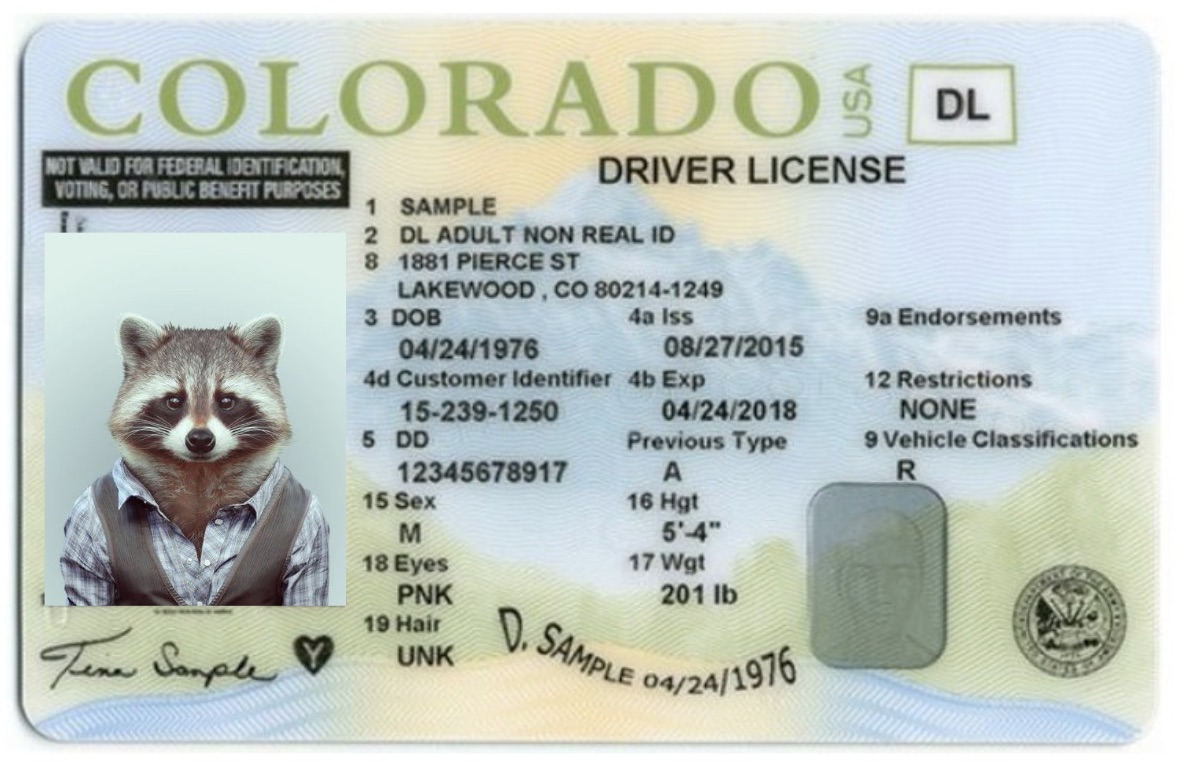 COLORADO USA DL
NOT VALID FOR FEDERAL IDENTIFICATION,
VOTING, OR PUBLIC BENEFIT PURPOSES
DRIVER LICENSE
1 SAMPLE
2 DL ADULT NON REAL ID
8 1881 PIERCE ST
LAKEWOOD , CO 80214-1249
3 DOB 4a Iss 9a Endorsements
04/24/1976 08/27/2015
4d Customer Identifier 4b Exp 12 Restrictions
15-239-1250 04/24/2018 NONE
5 DD Previous Type 9 Vehicle Classifications
12345678917 A R
15 Sex 16 Hgt
M 5'-4"
18 Eyes 17 Wgt
PNK 201 lb
19 Hair
UNK
D. SAMPLE 04/24/1976
Tina Sample Y